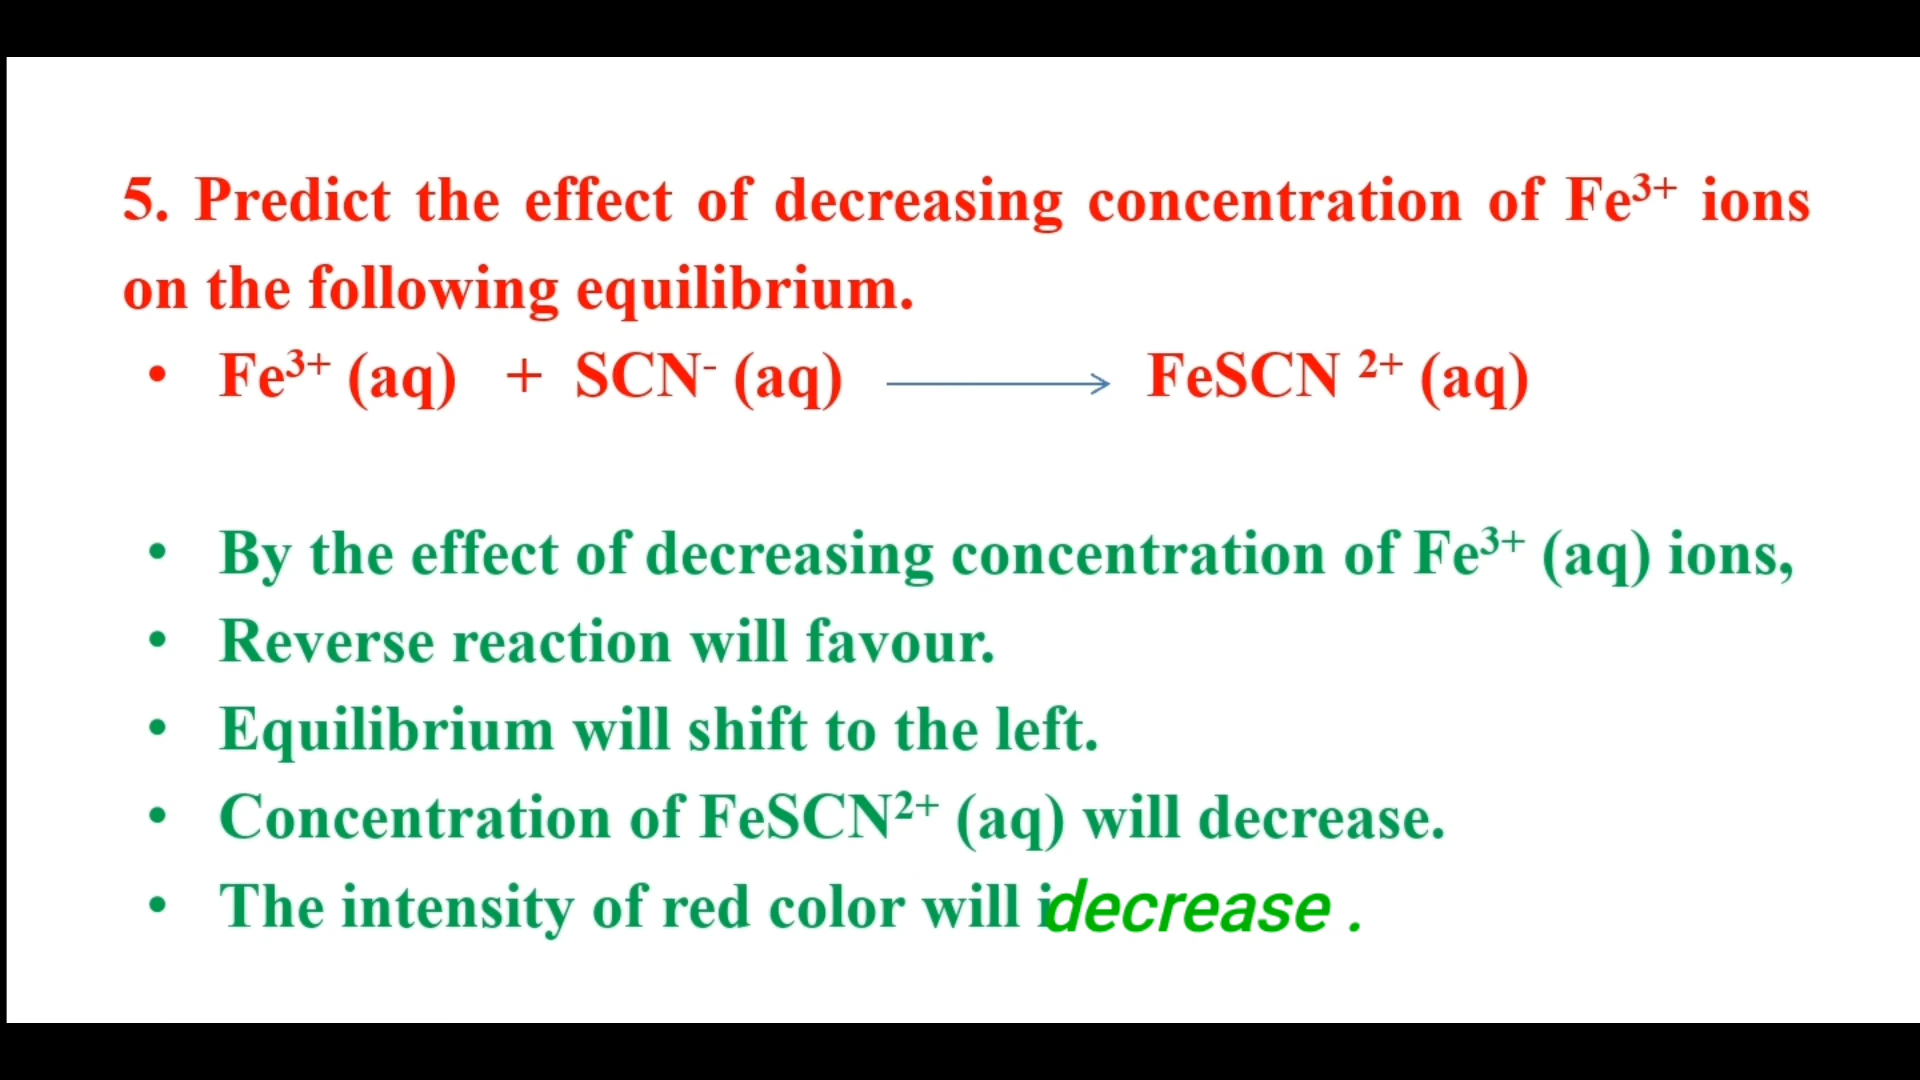 5. Predict the effect of decreasing concentration of Fe³⁺ ions
on the following equilibrium.
• Fe³⁺ (aq) + SCN⁻ (aq) ⟶ FeSCN ²⁺ (aq)
• By the effect of decreasing concentration of Fe³⁺ (aq) ions,
• Reverse reaction will favour.
• Equilibrium will shift to the left.
• Concentration of FeSCN²⁺ (aq) will decrease.
• The intensity of red color will idecrease .